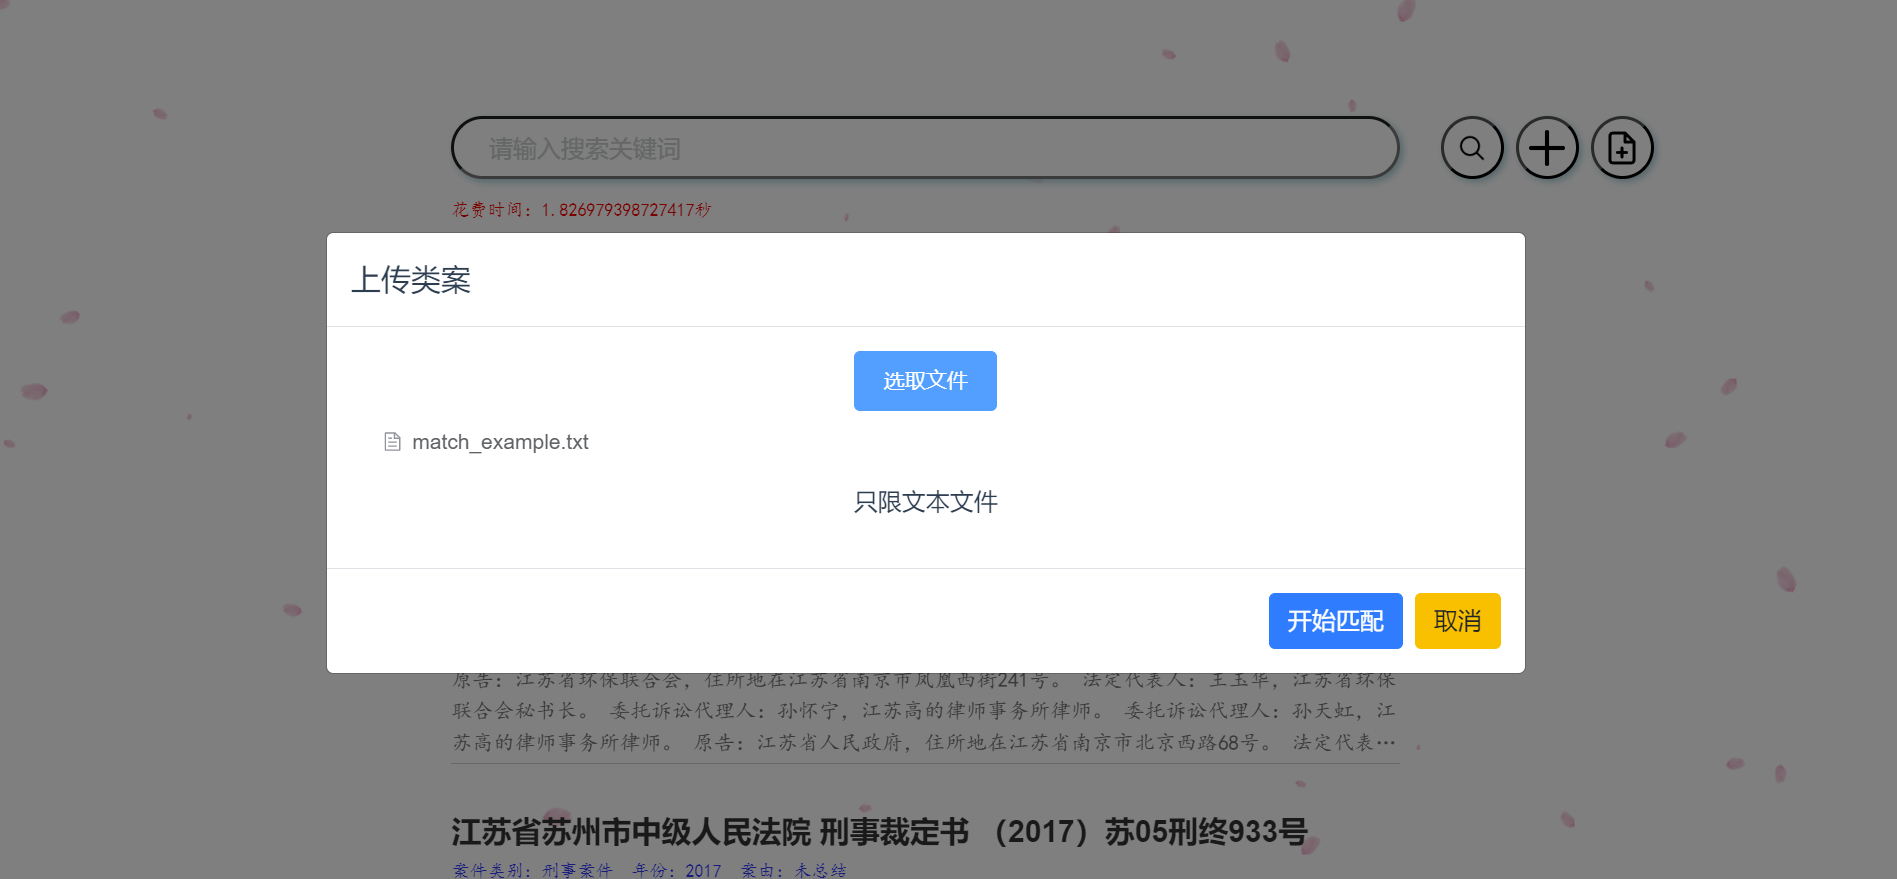 请输入搜索关键词
花费时间：1.826979398727417秒
上传类案
选取文件
match_example.txt
只限文本文件
开始匹配 取消
原告：江苏省环保联合会，住所地在江苏省南京市凤凰西街241号。 法定代表人：王玉华，江苏省环保
联合会秘书长。 委托诉讼代理人：孙怀宁，江苏高的律师事务所律师。 委托诉讼代理人：孙天虹，江
苏高的律师事务所律师。 原告：江苏省人民政府，住所地在江苏省南京市北京西路68号。 法定代表…
江苏省苏州市中级人民法院 刑事裁定书 （2017）苏05刑终933号
案件类别：刑事案件 年份：2017 案由：未总结